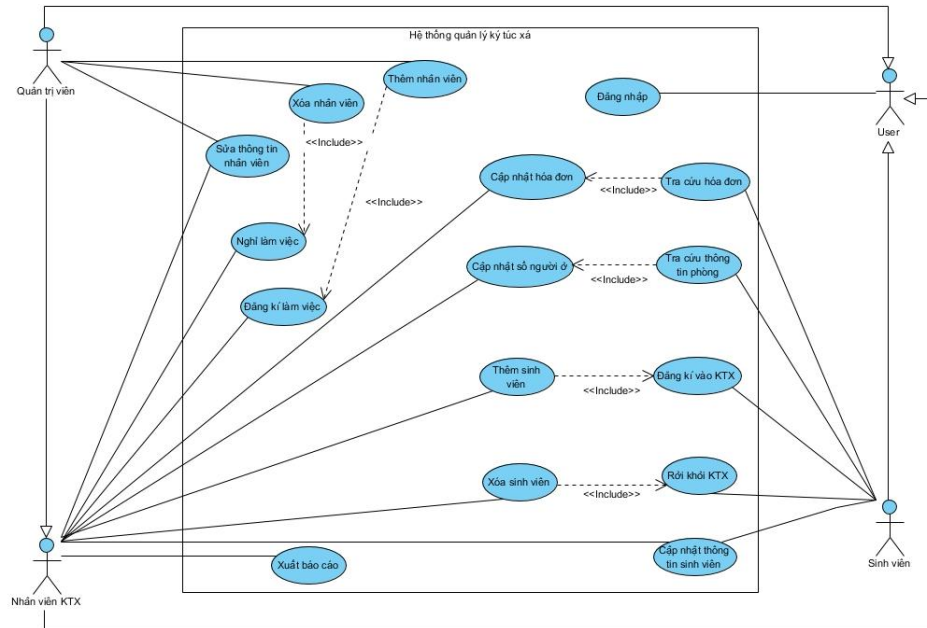 Hệ thống quản lý ký túc xá
Quản trị viên
Thêm nhân viên
Xóa nhân viên
Đăng nhập
User
<<Include>>
Sửa thông tin
nhân viên
Cập nhật hóa đơn
<<Include>>
Tra cứu hóa đơn
<<Include>>
Nghỉ làm việc
Cập nhật số người ở
<<Include>>
Tra cứu thông
tin phòng
Đăng kí làm việc
Thêm sinh
viên
<<Include>>
Đăng kí vào KTX
Xóa sinh viên
<<Include>>
Rời khỏi KTX
Xuất báo cáo
Cập nhật thông
tin sinh viên
Sinh viên
Nhân viên KTX